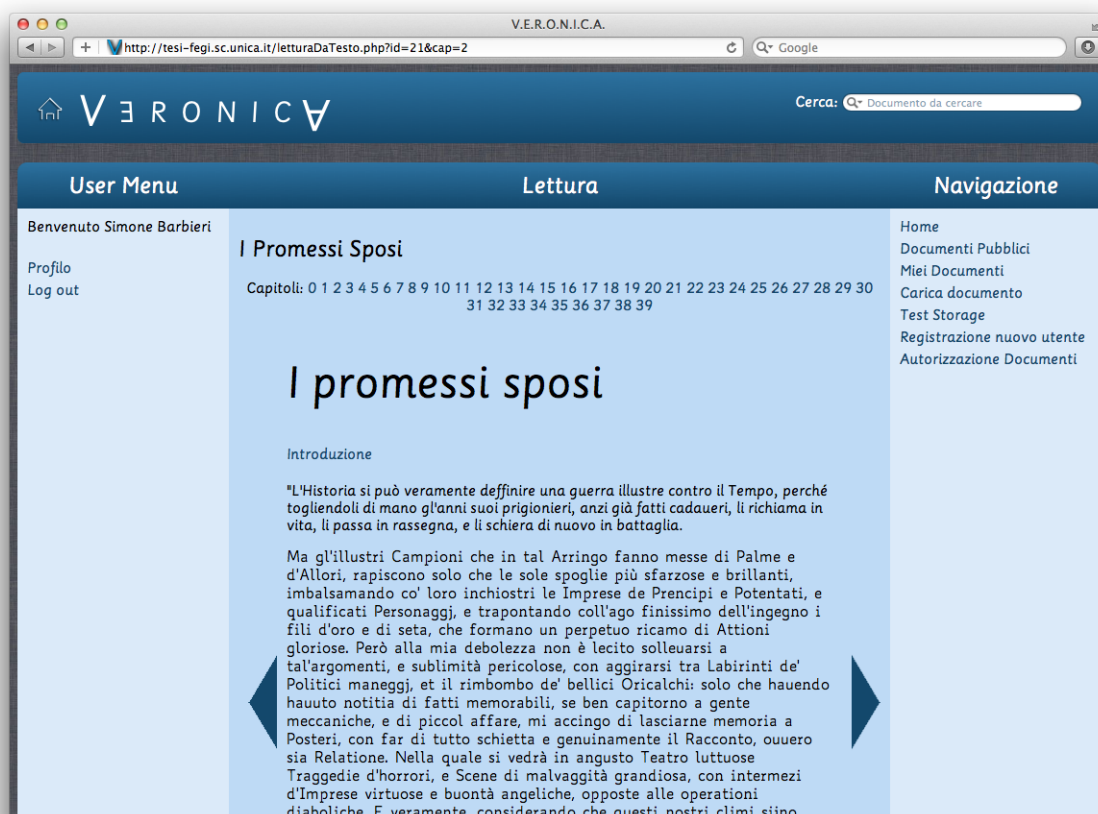 V.E.R.O.N.I.C.A.
http://tesi-fegi.sc.unica.it/letturaDaTesto.php?id=21&cap=2
Google
VƎRONIC∀
Cerca: Documento da cercare
User Menu
Lettura
Navigazione
Benvenuto Simone Barbieri
Profilo
Log out
I Promessi Sposi
Capitoli: 0 1 2 3 4 5 6 7 8 9 10 11 12 13 14 15 16 17 18 19 20 21 22 23 24 25 26 27 28 29 30
31 32 33 34 35 36 37 38 39
I promessi sposi
Introduzione
"L'Historia si può veramente deffinire una guerra illustre contro il Tempo, perché
togliendoli di mano gl'anni suoi prigionieri, anzi già fatti cadaueri, li richiama in
vita, li passa in rassegna, e li schiera di nuovo in battaglia.
Ma gl'illustri Campioni che in tal Arringo fanno messe di Palme e
d'Allori, rapiscono solo che le sole spoglie più sfarzose e brillanti,
imbalsamando co' loro inchiostri le Imprese de Prencipi e Potentati, e
qualificati Personaggj, e trapontando coll'ago finissimo dell'ingegno i
fili d'oro e di seta, che formano un perpetuo ricamo di Attioni
gloriose. Però alla mia debolezza non è lecito solleuarsi a
tal'argomenti, e sublimità pericolose, con aggirarsi tra Labirinti de'
Politici maneggj, et il rimbombo de' bellici Oricalchi: solo che hauendo
hauuto notitia di fatti memorabili, se ben capitorno a gente
meccaniche, e di piccol affare, mi accingo di lasciarne memoria a
Posteri, con far di tutto schietta e genuinamente il Racconto, ouuero
sia Relatione. Nella quale si vedrà in angusto Teatro luttuose
Traggedie d'horrori, e Scene di malvaggità grandiosa, con intermezi
d'Imprese virtuose e buontà angeliche, opposte alle operationi
diaboliche. E veramente, considerando che questi nostri climi sijno
Home
Documenti Pubblici
Miei Documenti
Carica documento
Test Storage
Registrazione nuovo utente
Autorizzazione Documenti